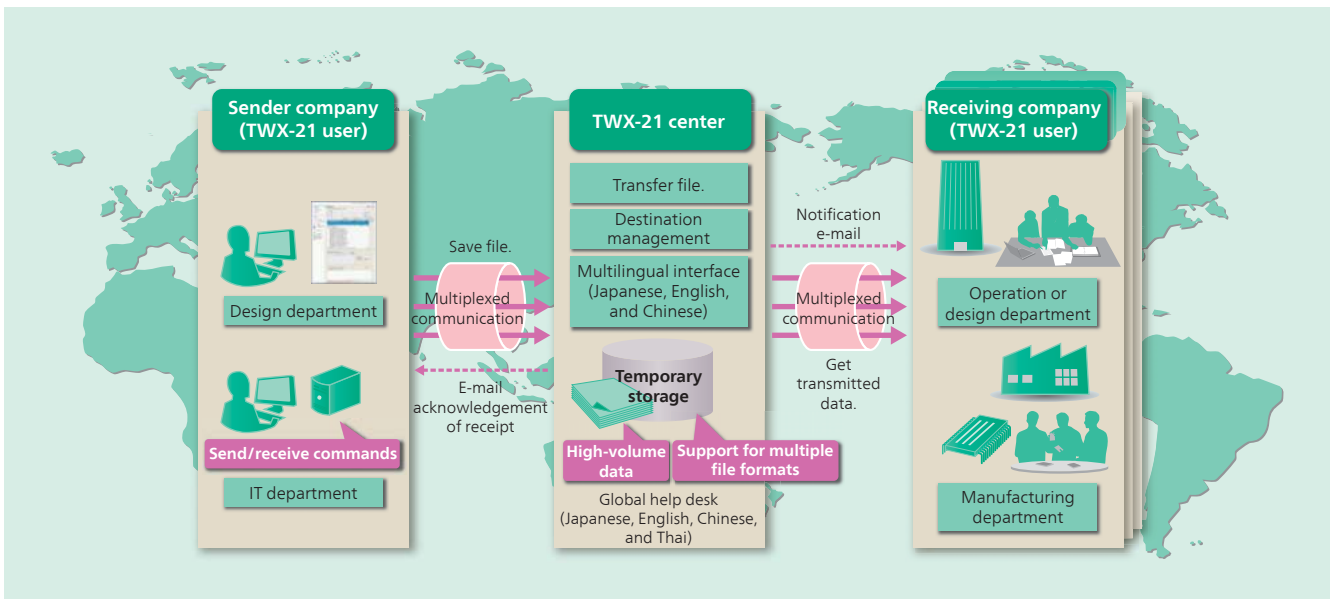 Sender company
(TWX-21 user)
Design department
Send/receive commands
IT department
Save file.
Multiplexed
communication
E-mail
acknowledgement
of receipt
TWX-21 center
Transfer file.
Destination
management
Multilingual interface
(Japanese, English,
and Chinese)
Temporary
storage
High-volume
data
Support for multiple
file formats
Global help desk
(Japanese, English, Chinese,
and Thai)
Notification
e-mail
Multiplexed
communication
Get
transmitted
data.
Receiving company
(TWX-21 user)
Operation or
design department
Manufacturing
department